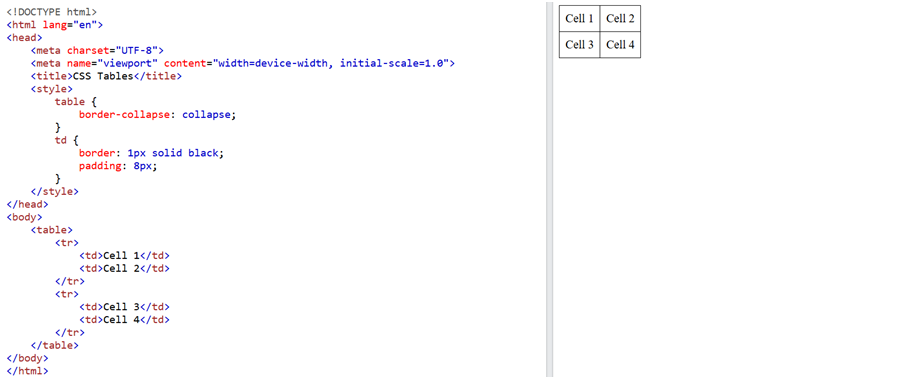 <!DOCTYPE html>
<html lang="en">
<head>
    <meta charset="UTF-8">
    <meta name="viewport" content="width=device-width, initial-scale=1.0">
    <title>CSS Tables</title>
    <style>
        table {
            border-collapse: collapse;
        }
        td {
            border: 1px solid black;
            padding: 8px;
        }
    </style>
</head>
<body>
    <table>
        <tr>
            <td>Cell 1</td>
            <td>Cell 2</td>
        </tr>
        <tr>
            <td>Cell 3</td>
            <td>Cell 4</td>
        </tr>
    </table>
</body>
</html>
Cell 1 Cell 2
Cell 3 Cell 4